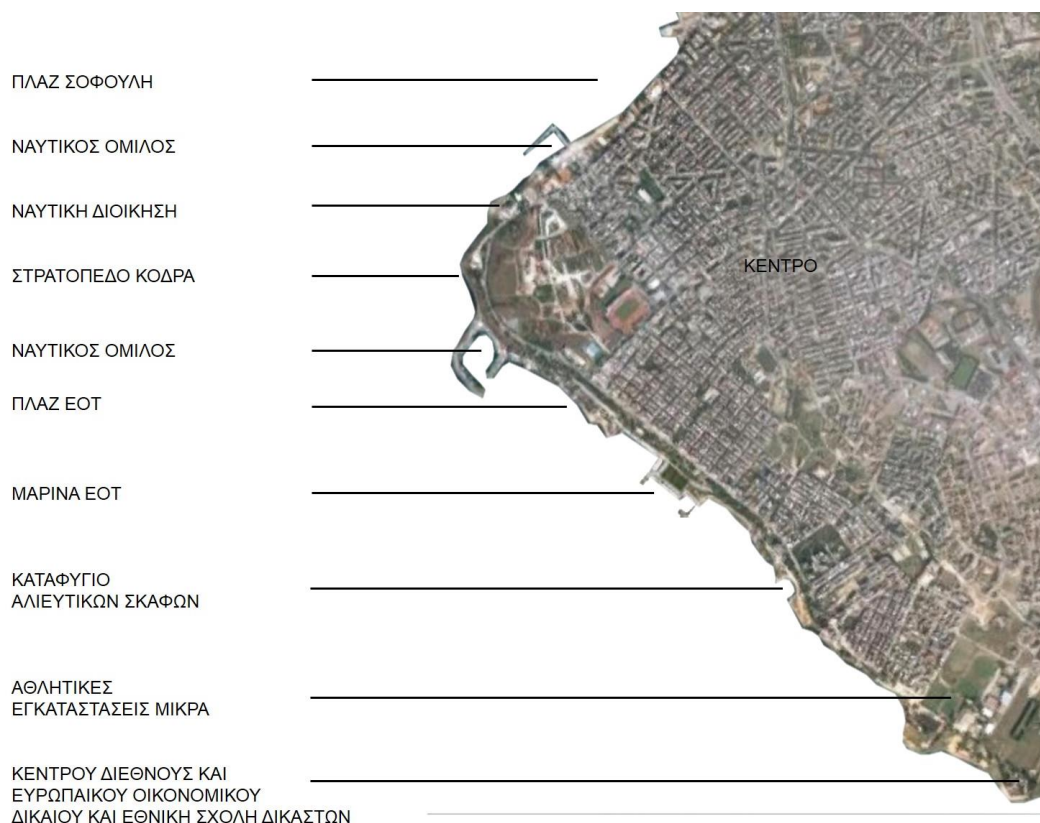 ΠΛΑΖ ΣΟΦΟΥΛΗ
ΝΑΥΤΙΚΟΣ ΟΜΙΛΟΣ
ΝΑΥΤΙΚΗ ΔΙΟΙΚΗΣΗ
ΣΤΡΑΤΟΠΕΔΟ ΚΟΔΡΑ
ΚΕΝΤΡΟ
ΝΑΥΤΙΚΟΣ ΟΜΙΛΟΣ
ΠΛΑΖ ΕΟΤ
ΜΑΡΙΝΑ ΕΟΤ
ΚΑΤΑΦΥΓΙΟ
ΑΛΙΕΥΤΙΚΩΝ ΣΚΑΦΩΝ
ΑΘΛΗΤΙΚΕΣ
ΕΓΚΑΤΑΣΤΑΣΕΙΣ ΜΙΚΡΑ
ΚΕΝΤΡΟΥ ΔΙΕΘΝΟΥΣ ΚΑΙ
ΕΥΡΩΠΑΙΚΟΥ ΟΙΚΟΝΟΜΙΚΟΥ
ΔΙΚΑΙΟΥ ΚΑΙ ΕΘΝΙΚΗ ΣΧΟΛΗ ΔΙΚΑΣΤΩΝ